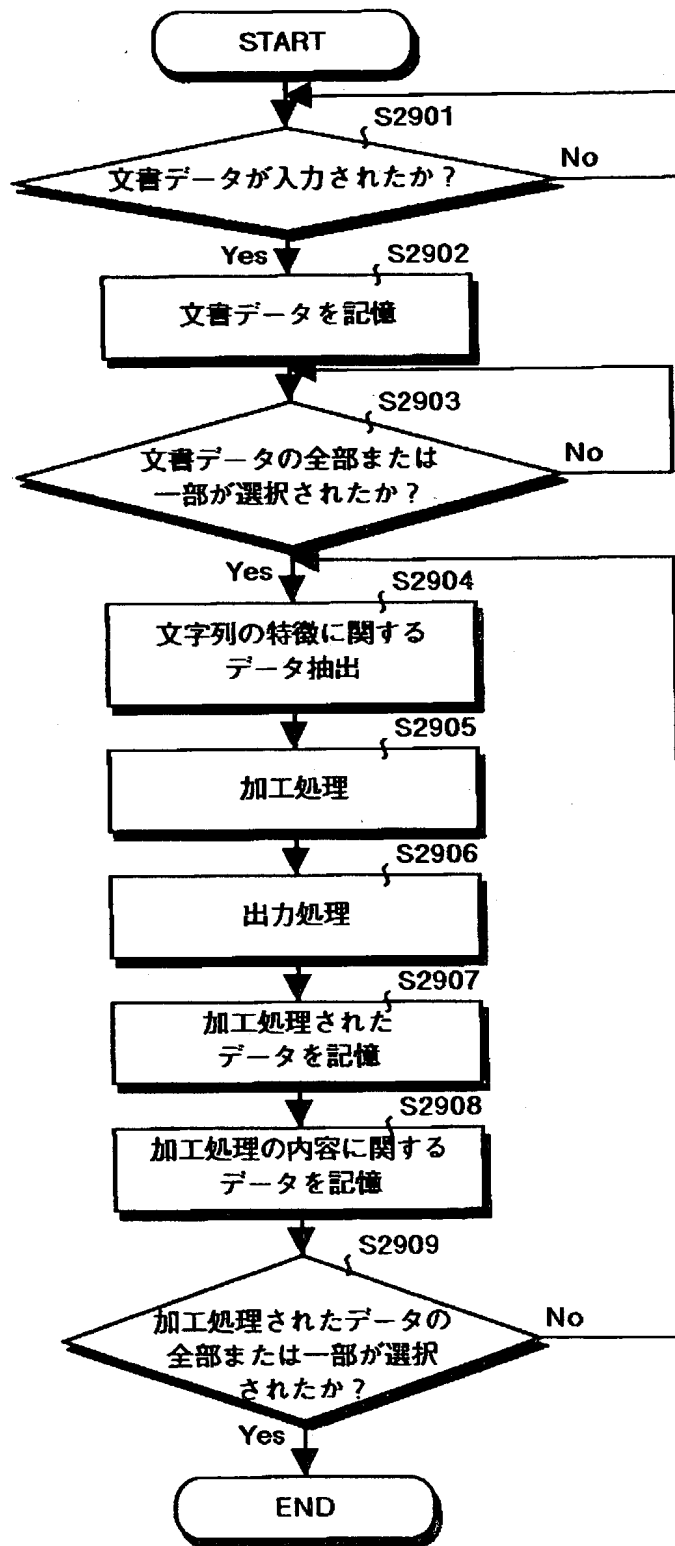 START
S2901
文書データが入力されたか？
No
Yes
S2902
文書データを記憶
S2903
文書データの全部または
一部が選択されたか？
No
Yes
S2904
文字列の特徴に関する
データ抽出
S2905
加工処理
S2906
出力処理
S2907
加工処理された
データを記憶
S2908
加工処理の内容に関する
データを記憶
S2909
加工処理されたデータの
全部または一部が選択
されたか？
No
Yes
END